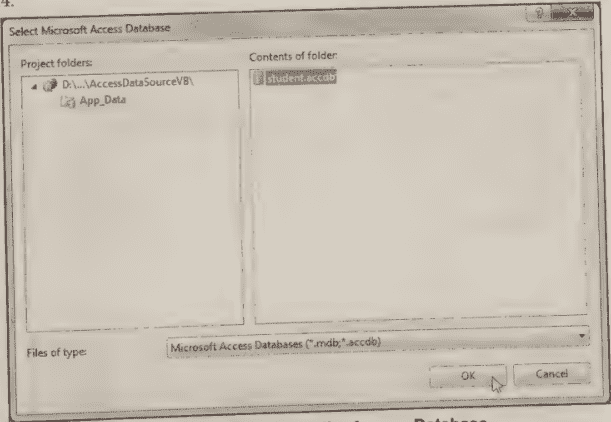 4.
Select Microsoft Access Database
Project folders:
Contents of folder:
D:\...\AccessDataSourceVB\
App_Data
student.accdb
Files of type:
Microsoft Access Databases (*.mdb;*.accdb)
OK
Cancel
Database